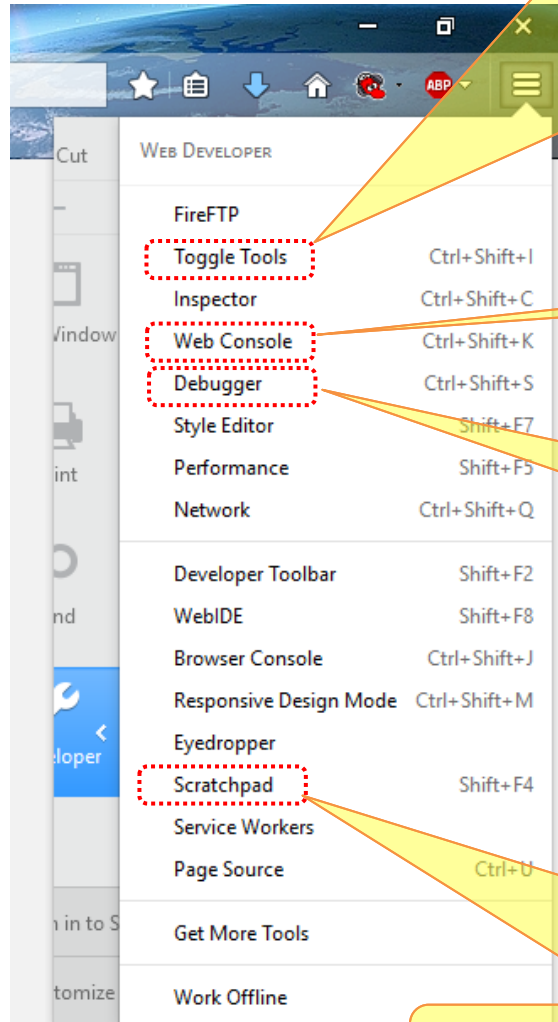 ABP
Cut
WEB DEVELOPER
FireFTP
Toggle Tools Ctrl+Shift+I
Inspector Ctrl+Shift+C
Window
Web Console Ctrl+Shift+K
Debugger Ctrl+Shift+S
Style Editor Shift+F7
int
Performance Shift+F5
Network Ctrl+Shift+Q
Developer Toolbar Shift+F2
nd
WebIDE Shift+F8
Browser Console Ctrl+Shift+J
Responsive Design Mode Ctrl+Shift+M
Eyedropper
loper
Scratchpad Shift+F4
Service Workers
Page Source Ctrl+U
n in to S
Get More Tools
tomize
Work Offline